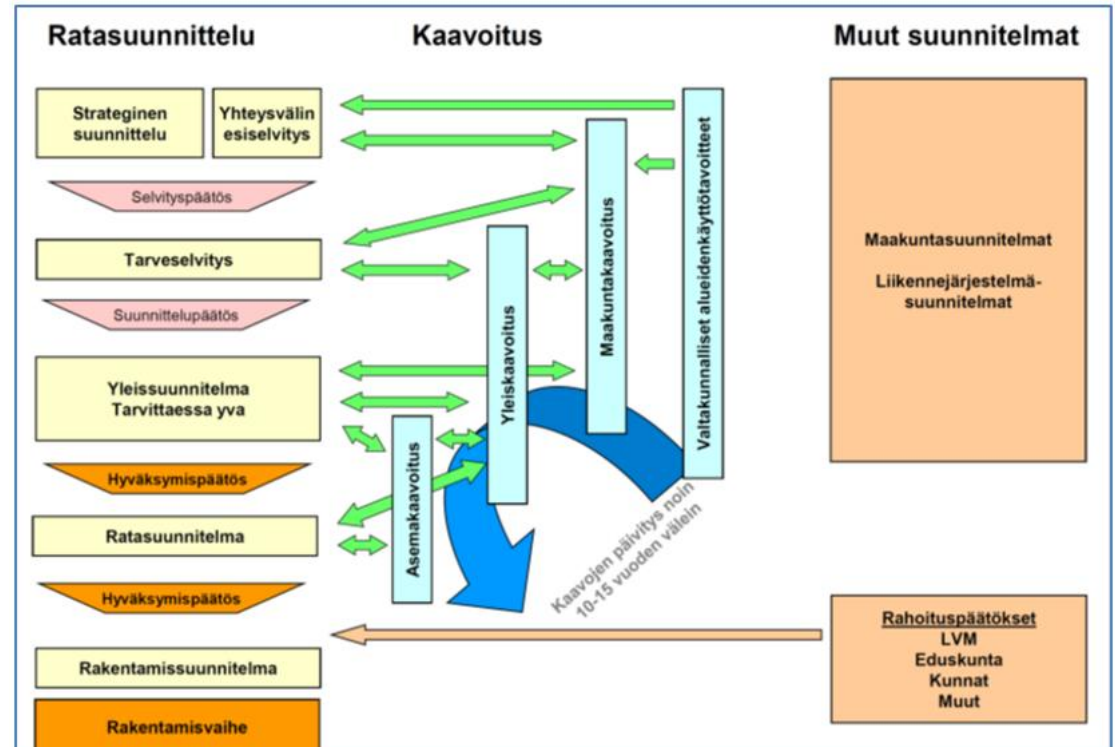 Ratasuunnittelu
Kaavoitus
Muut suunnitelmat
Strateginen
suunnittelu
Yhteysvälin
esiselvitys
Selvityspäätös
Tarveselvitys
Suunnittelupäätös
Yleissuunnitelma
Tarvittaessa yva
Hyväksymispäätös
Ratasuunnitelma
Hyväksymispäätös
Rakentamissuunnitelma
Rakentamisvaihe
Asemakaavoitus
Yleiskaavoitus
Maakuntakaavoitus
Valtakunnalliset alueidenkäyttötavoitteet
Kaavojen päivitys noin
10-15 vuoden välein
Maakuntasuunnitelmat
Liikennejärjestelmä-
suunnitelmat
Rahoituspäätökset
LVM
Eduskunta
Kunnat
Muut